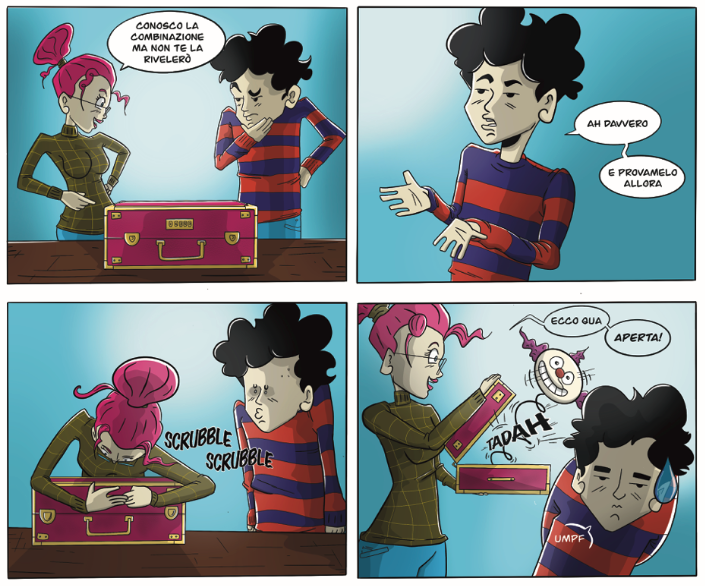 CONOSCO LA
COMBINAZIONE
MA NON TE LA
RIVELERÒ
AH DAVVERO
E PROVAMELO
ALLORA
SCRUBBLE
SCRUBBLE
ECCO QUA
APERTA!
TADAH
UMPF